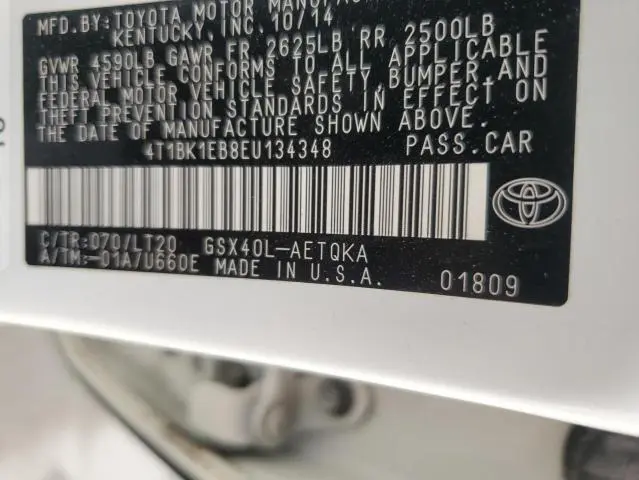 MFD.BY: TOYOTA MOTOR
KENTUCKY, INC. 10/14
GVWR 4590LB GAWR FR 2625LB RR 2500LB
THIS VEHICLE CONFORMS TO ALL APPLICABLE
FEDERAL MOTOR VEHICLE SAFETY, BUMPER, AND
THEFT PREVENTION STANDARDS IN EFFECT ON
THE DATE OF MANUFACTURE SHOWN ABOVE.
4T1BK1EB8EU134348 PASS.CAR
C/TR:070/LT20 GSX40L-AETQKA
A/TM:-01A/U660E MADE IN U.S.A. 01809